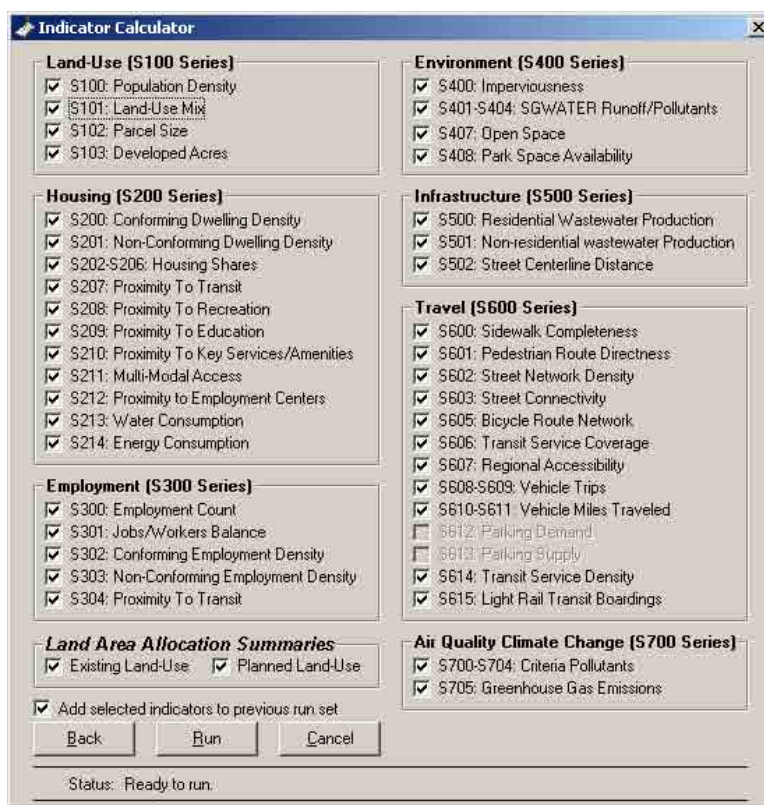 Indicator Calculator
Land-Use (S100 Series)
S100: Population Density
S101: Land-Use Mix
S102: Parcel Size
S103: Developed Acres
Housing (S200 Series)
S200: Conforming Dwelling Density
S201: Non-Conforming Dwelling Density
S202-S206: Housing Shares
S207: Proximity To Transit
S208: Proximity To Recreation
S209: Proximity To Education
S210: Proximity To Key Services/Amenities
S211: Multi-Modal Access
S212: Proximity to Employment Centers
S213: Water Consumption
S214: Energy Consumption
Employment (S300 Series)
S300: Employment Count
S301: Jobs/Workers Balance
S302: Conforming Employment Density
S303: Non-Conforming Employment Density
S304: Proximity To Transit
Land Area Allocation Summaries
Existing Land-Use Planned Land-Use
Add selected indicators to previous run set
Back Run Cancel
Status: Ready to run.
Environment (S400 Series)
S400: Imperviousness
S401-S404: SGWATER Runoff/Pollutants
S407: Open Space
S408: Park Space Availability
Infrastructure (S500 Series)
S500: Residential Wastewater Production
S501: Non-residential wastewater Production
S502: Street Centerline Distance
Travel (S600 Series)
S600: Sidewalk Completeness
S601: Pedestrian Route Directness
S602: Street Network Density
S603: Street Connectivity
S605: Bicycle Route Network
S606: Transit Service Coverage
S607: Regional Accessibility
S608-S609: Vehicle Trips
S610-S611: Vehicle Miles Traveled
S612: Parking Demand
S613: Parking Supply
S614: Transit Service Density
S615: Light Rail Transit Boardings
Air Quality Climate Change (S700 Series)
S700-S704: Criteria Pollutants
S705: Greenhouse Gas Emissions